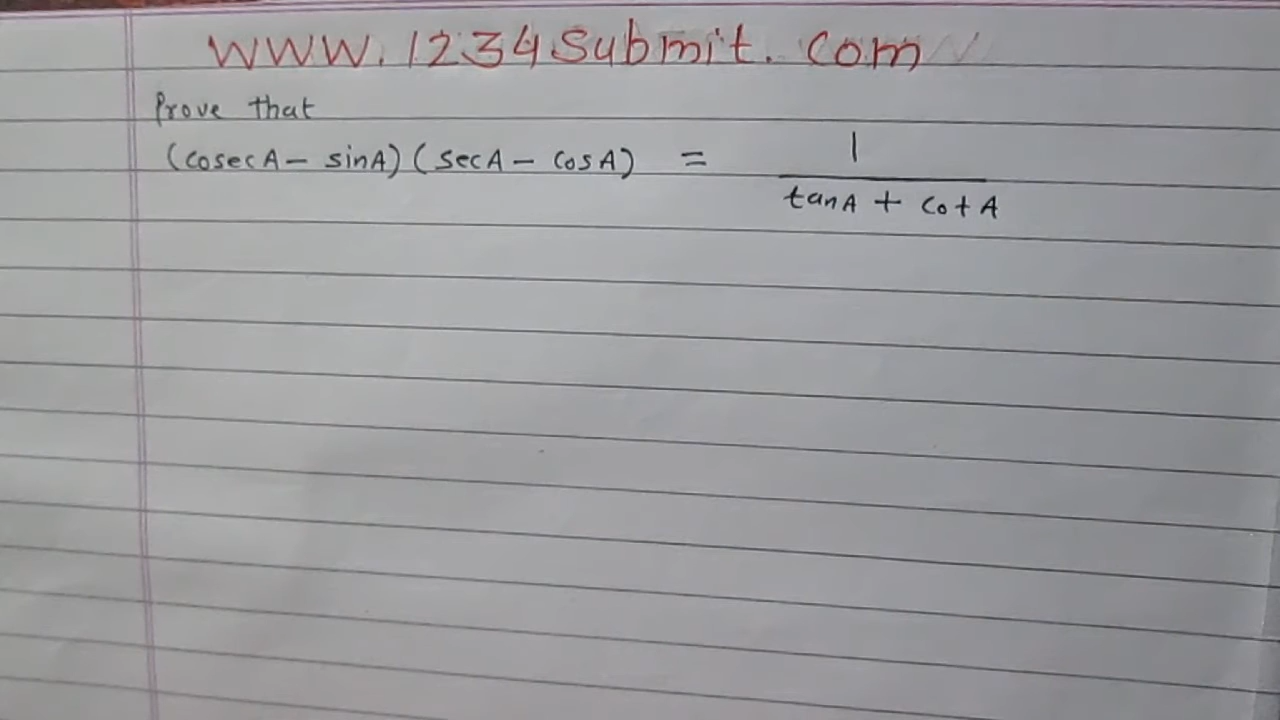 WWW.1234Submit.com
Prove that
(cosecA - sinA)(secA - cosA) = 1
tanA + cotA